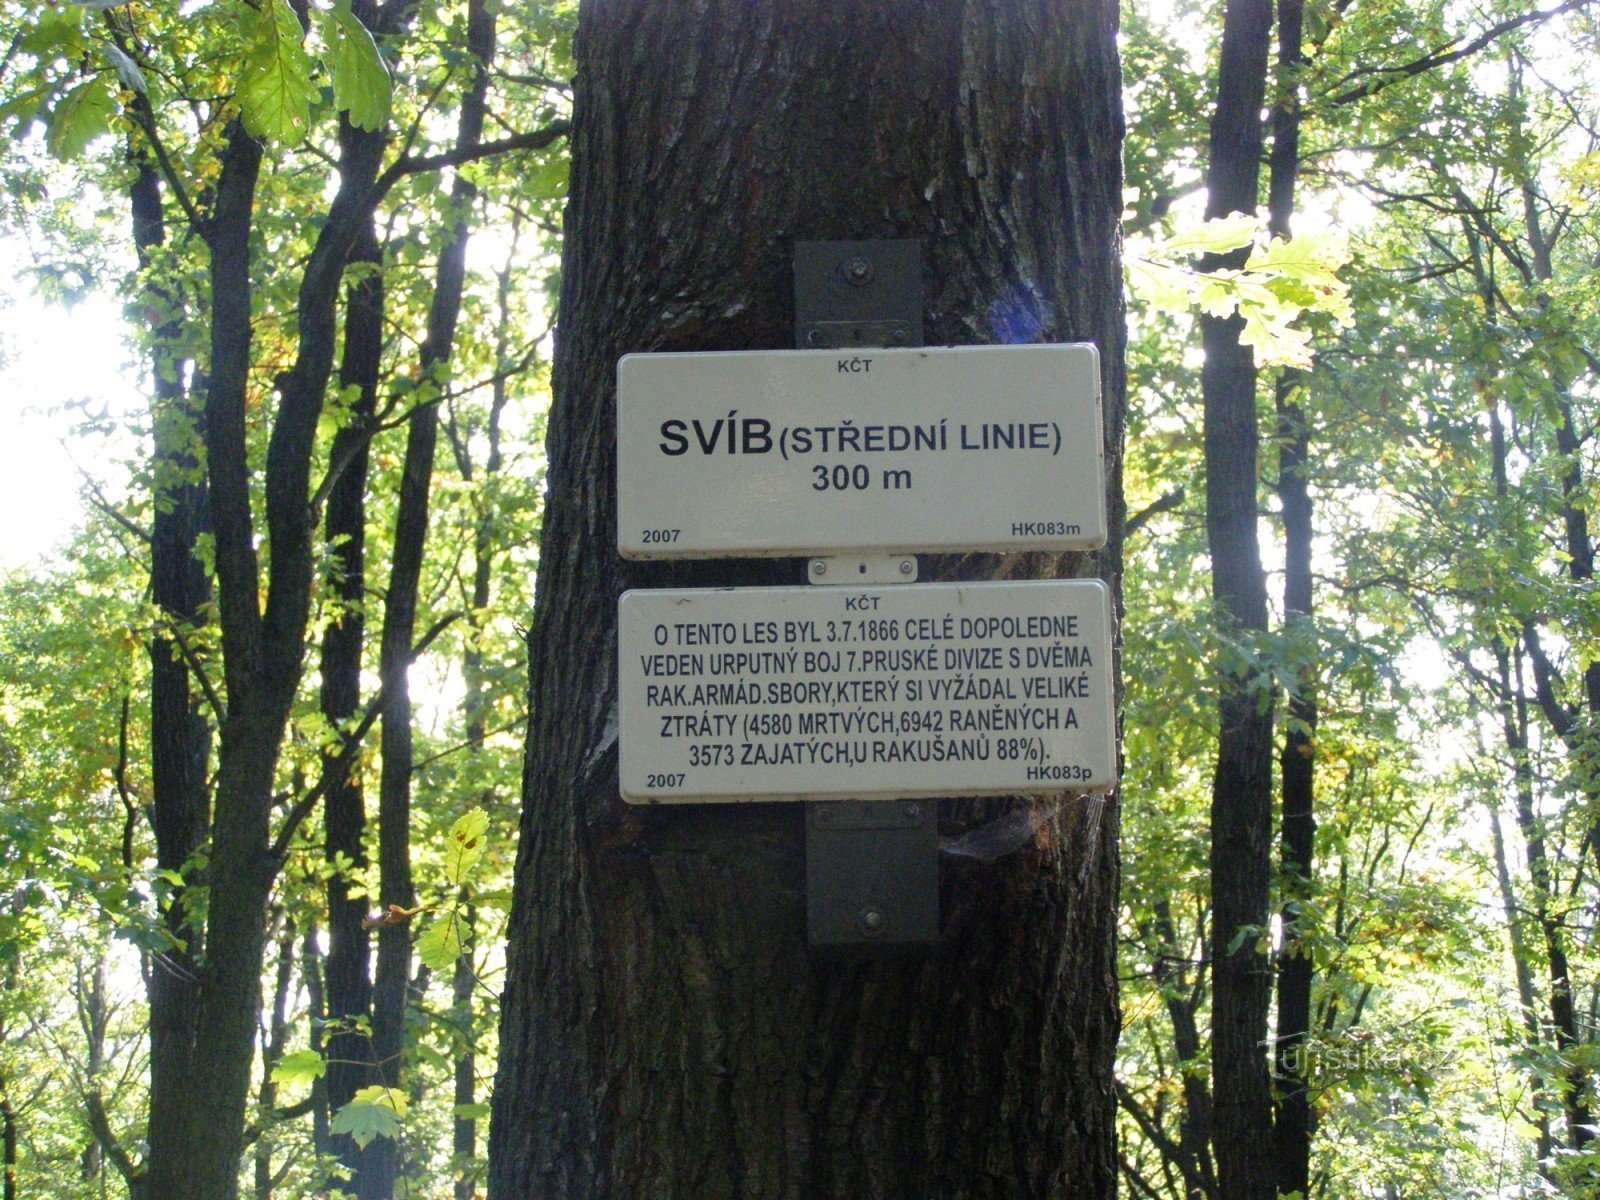 KČT
SVÍB (STŘEDNÍ LINIE)
300 m
2007 HK083m
KČT
O TENTO LES BYL 3.7.1866 CELÉ DOPOLEDNE
VEDEN URPUTNÝ BOJ 7.PRUSKÉ DIVIZE S DVĚMA
RAK.ARMÁD.SBORY,KTERÝ SI VYŽÁDAL VELIKÉ
ZTRÁTY (4580 MRTVÝCH,6942 RANĚNÝCH A
3573 ZAJATÝCH,U RAKUŠANŮ 88%).
2007 HK083p
Turistika.cz